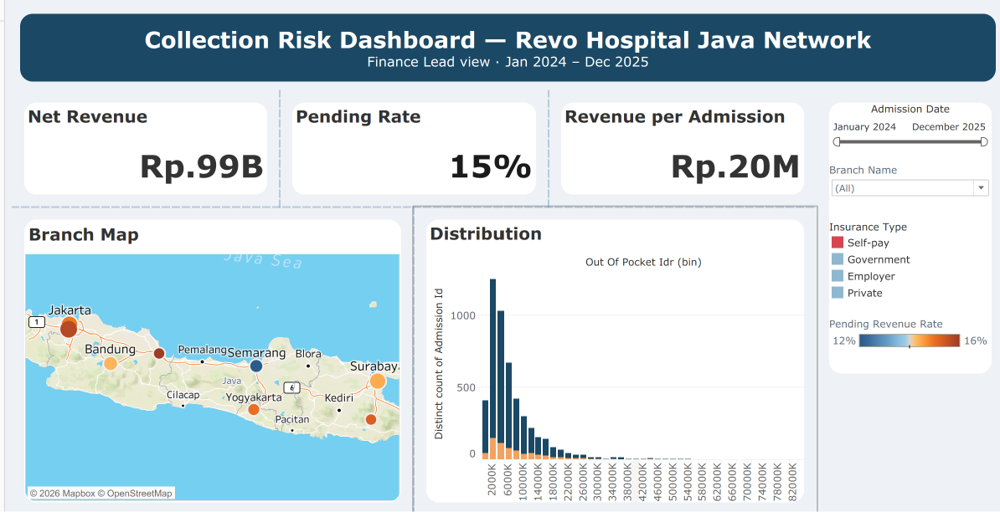 Collection Risk Dashboard — Revo Hospital Java Network
Finance Lead view · Jan 2024 – Dec 2025
Net Revenue
Rp.99B
Pending Rate
15%
Revenue per Admission
Rp.20M
Admission Date
January 2024 December 2025
Branch Name
(All)
Insurance Type
Self-pay
Government
Employer
Private
Pending Revenue Rate
12% 16%
Branch Map
Java Sea
Jakarta
1
Bandung
Pemalang
Semarang
Blora
Surabay
Java
6
Cilacap
Yogyakarta
Kediri
Pacitan
© 2026 Mapbox © OpenStreetMap
Distribution
Out Of Pocket Idr (bin)
Distinct count of Admission Id
1000
500
0
2000K
6000K
10000K
14000K
18000K
22000K
26000K
30000K
34000K
38000K
42000K
46000K
50000K
54000K
58000K
62000K
66000K
70000K
74000K
78000K
82000K